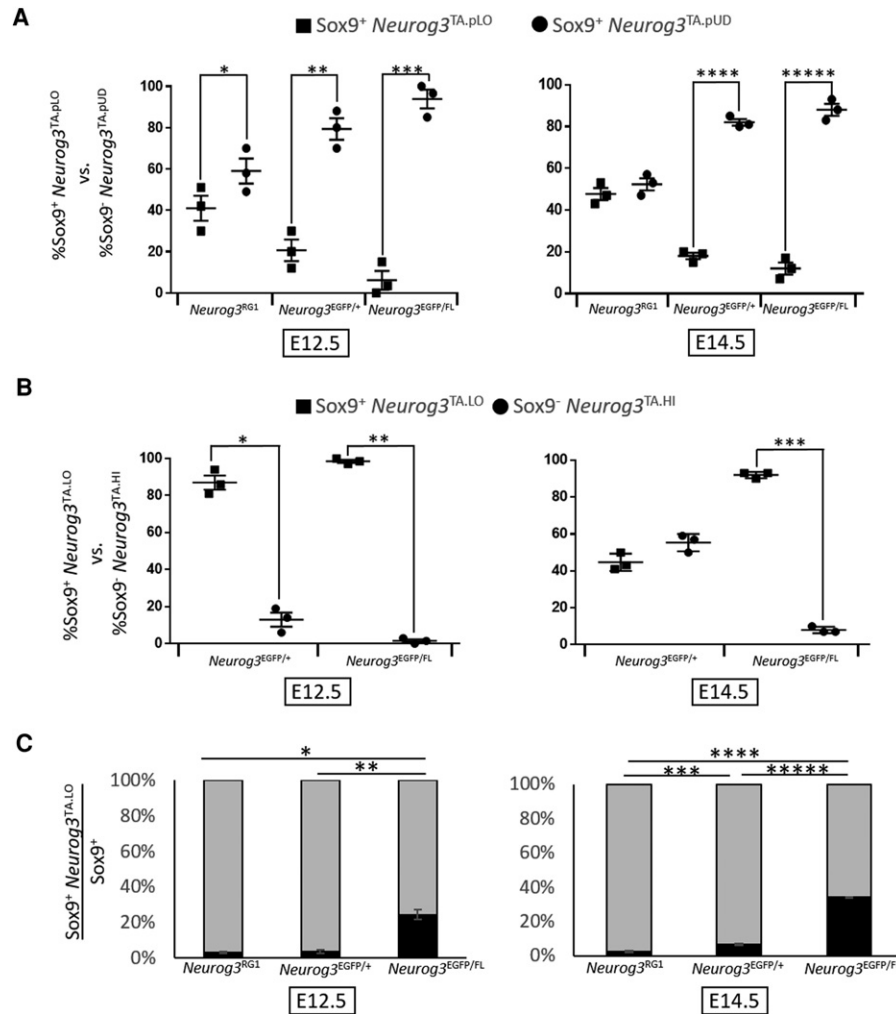 A
■ Sox9⁺ Neurog3ᵀᴬ·ᵖᴸᴼ ● Sox9⁺ Neurog3ᵀᴬ·ᵖᵁᴰ
%Sox9⁺ Neurog3ᵀᴬ·ᵖᴸᴼ
vs.
%Sox9⁻ Neurog3ᵀᴬ·ᵖᵁᴰ
* ** ***
100
80
60
40
20
0
Neurog3ᴿᴳ¹ Neurog3ᴱᴳᶠᴾ/⁺ Neurog3ᴱᴳᶠᴾ/ᶠᴸ
E12.5
**** *****
100
80
60
40
20
0
Neurog3ᴿᴳ¹ Neurog3ᴱᴳᶠᴾ/⁺ Neurog3ᴱᴳᶠᴾ/ᶠᴸ
E14.5
B
■ Sox9⁺ Neurog3ᵀᴬ·ᴸᴼ ● Sox9⁻ Neurog3ᵀᴬ·ᴴᴵ
%Sox9⁺ Neurog3ᵀᴬ·ᴸᴼ
vs.
%Sox9⁻ Neurog3ᵀᴬ·ᴴᴵ
* **
100
80
60
40
20
0
Neurog3ᴱᴳᶠᴾ/⁺ Neurog3ᴱᴳᶠᴾ/ᶠᴸ
E12.5
***
100
80
60
40
20
0
Neurog3ᴱᴳᶠᴾ/⁺ Neurog3ᴱᴳᶠᴾ/ᶠᴸ
E14.5
C
Sox9⁺ Neurog3ᵀᴬ·ᴸᴼ
Sox9⁺
*
**
100%
80%
60%
40%
20%
0%
Neurog3ᴿᴳ¹ Neurog3ᴱᴳᶠᴾ/⁺ Neurog3ᴱᴳᶠᴾ/ᶠᴸ
E12.5
****
*** *****
100%
80%
60%
40%
20%
0%
Neurog3ᴿᴳ¹ Neurog3ᴱᴳᶠᴾ/⁺ Neurog3ᴱᴳᶠᴾ/ᶠᴸ
E14.5